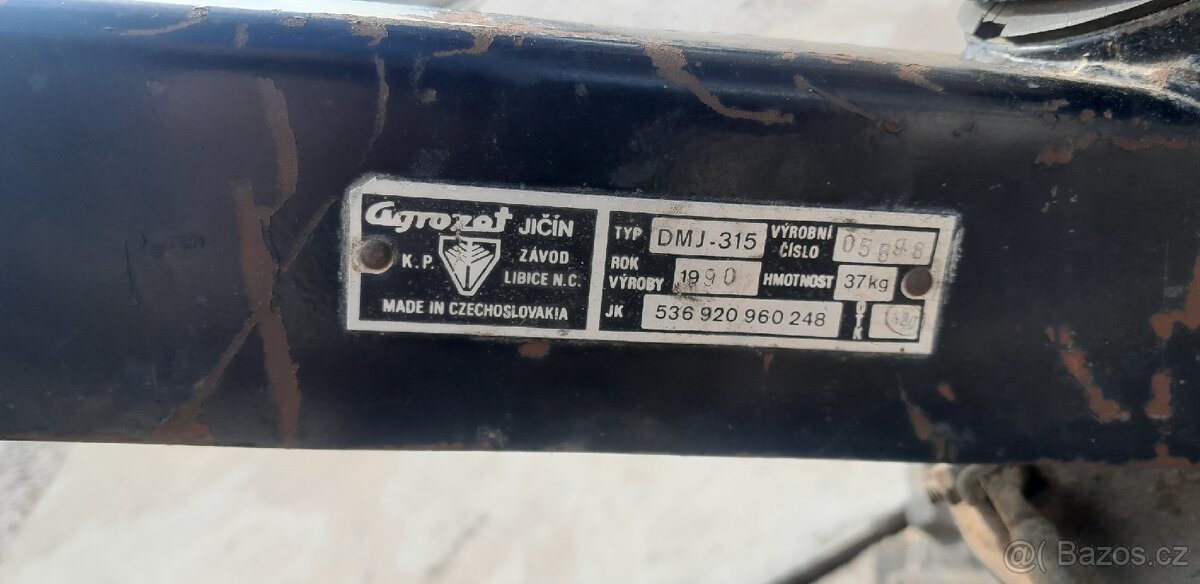 agrozet JIČÍN
K.P. ZÁVOD
LIBICE N.C.
MADE IN CZECHOSLOVAKIA
TYP DMJ-315 VÝROBNÍ ČÍSLO
ROK VÝROBY 1990 HMOTNOST 37kg
JK 536 920 960 248 OTK
@( Bazos.cz